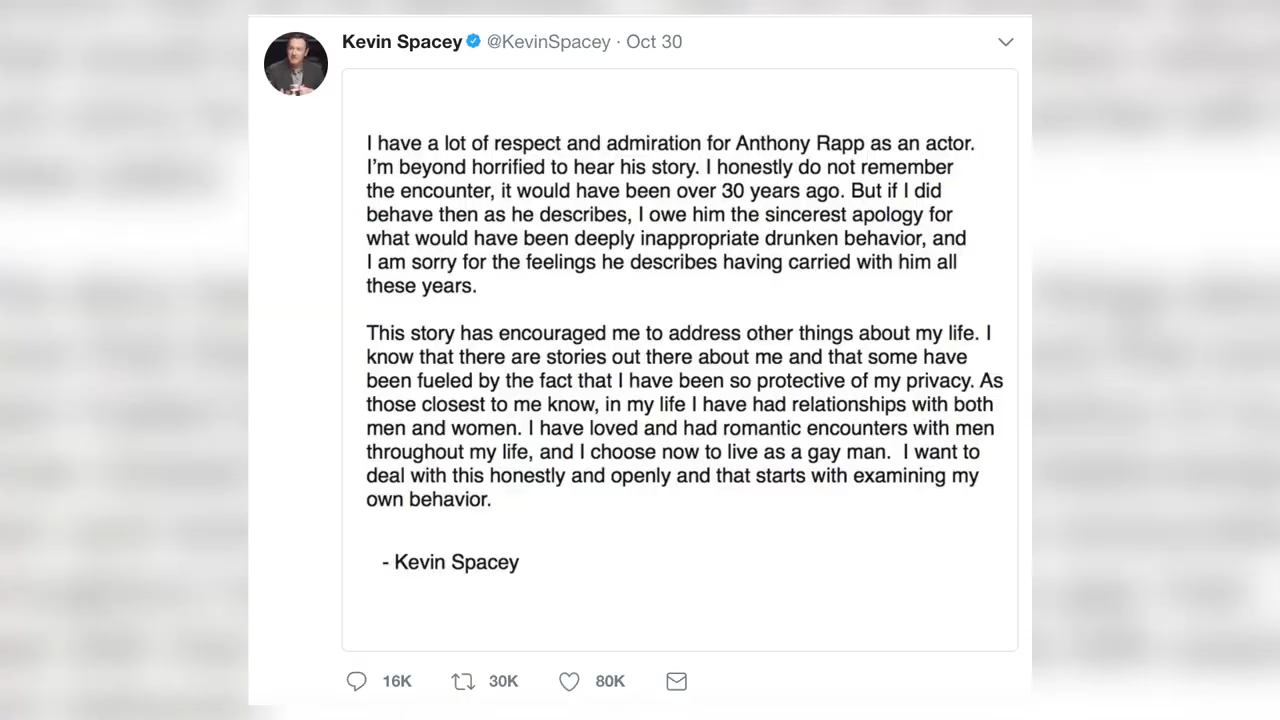 Kevin Spacey @KevinSpacey · Oct 30
I have a lot of respect and admiration for Anthony Rapp as an actor.
I'm beyond horrified to hear his story. I honestly do not remember
the encounter, it would have been over 30 years ago. But if I did
behave then as he describes, I owe him the sincerest apology for
what would have been deeply inappropriate drunken behavior, and
I am sorry for the feelings he describes having carried with him all
these years.
This story has encouraged me to address other things about my life. I
know that there are stories out there about me and that some have
been fueled by the fact that I have been so protective of my privacy. As
those closest to me know, in my life I have had relationships with both
men and women. I have loved and had romantic encounters with men
throughout my life, and I choose now to live as a gay man.  I want to
deal with this honestly and openly and that starts with examining my
own behavior.
- Kevin Spacey
16K 30K 80K